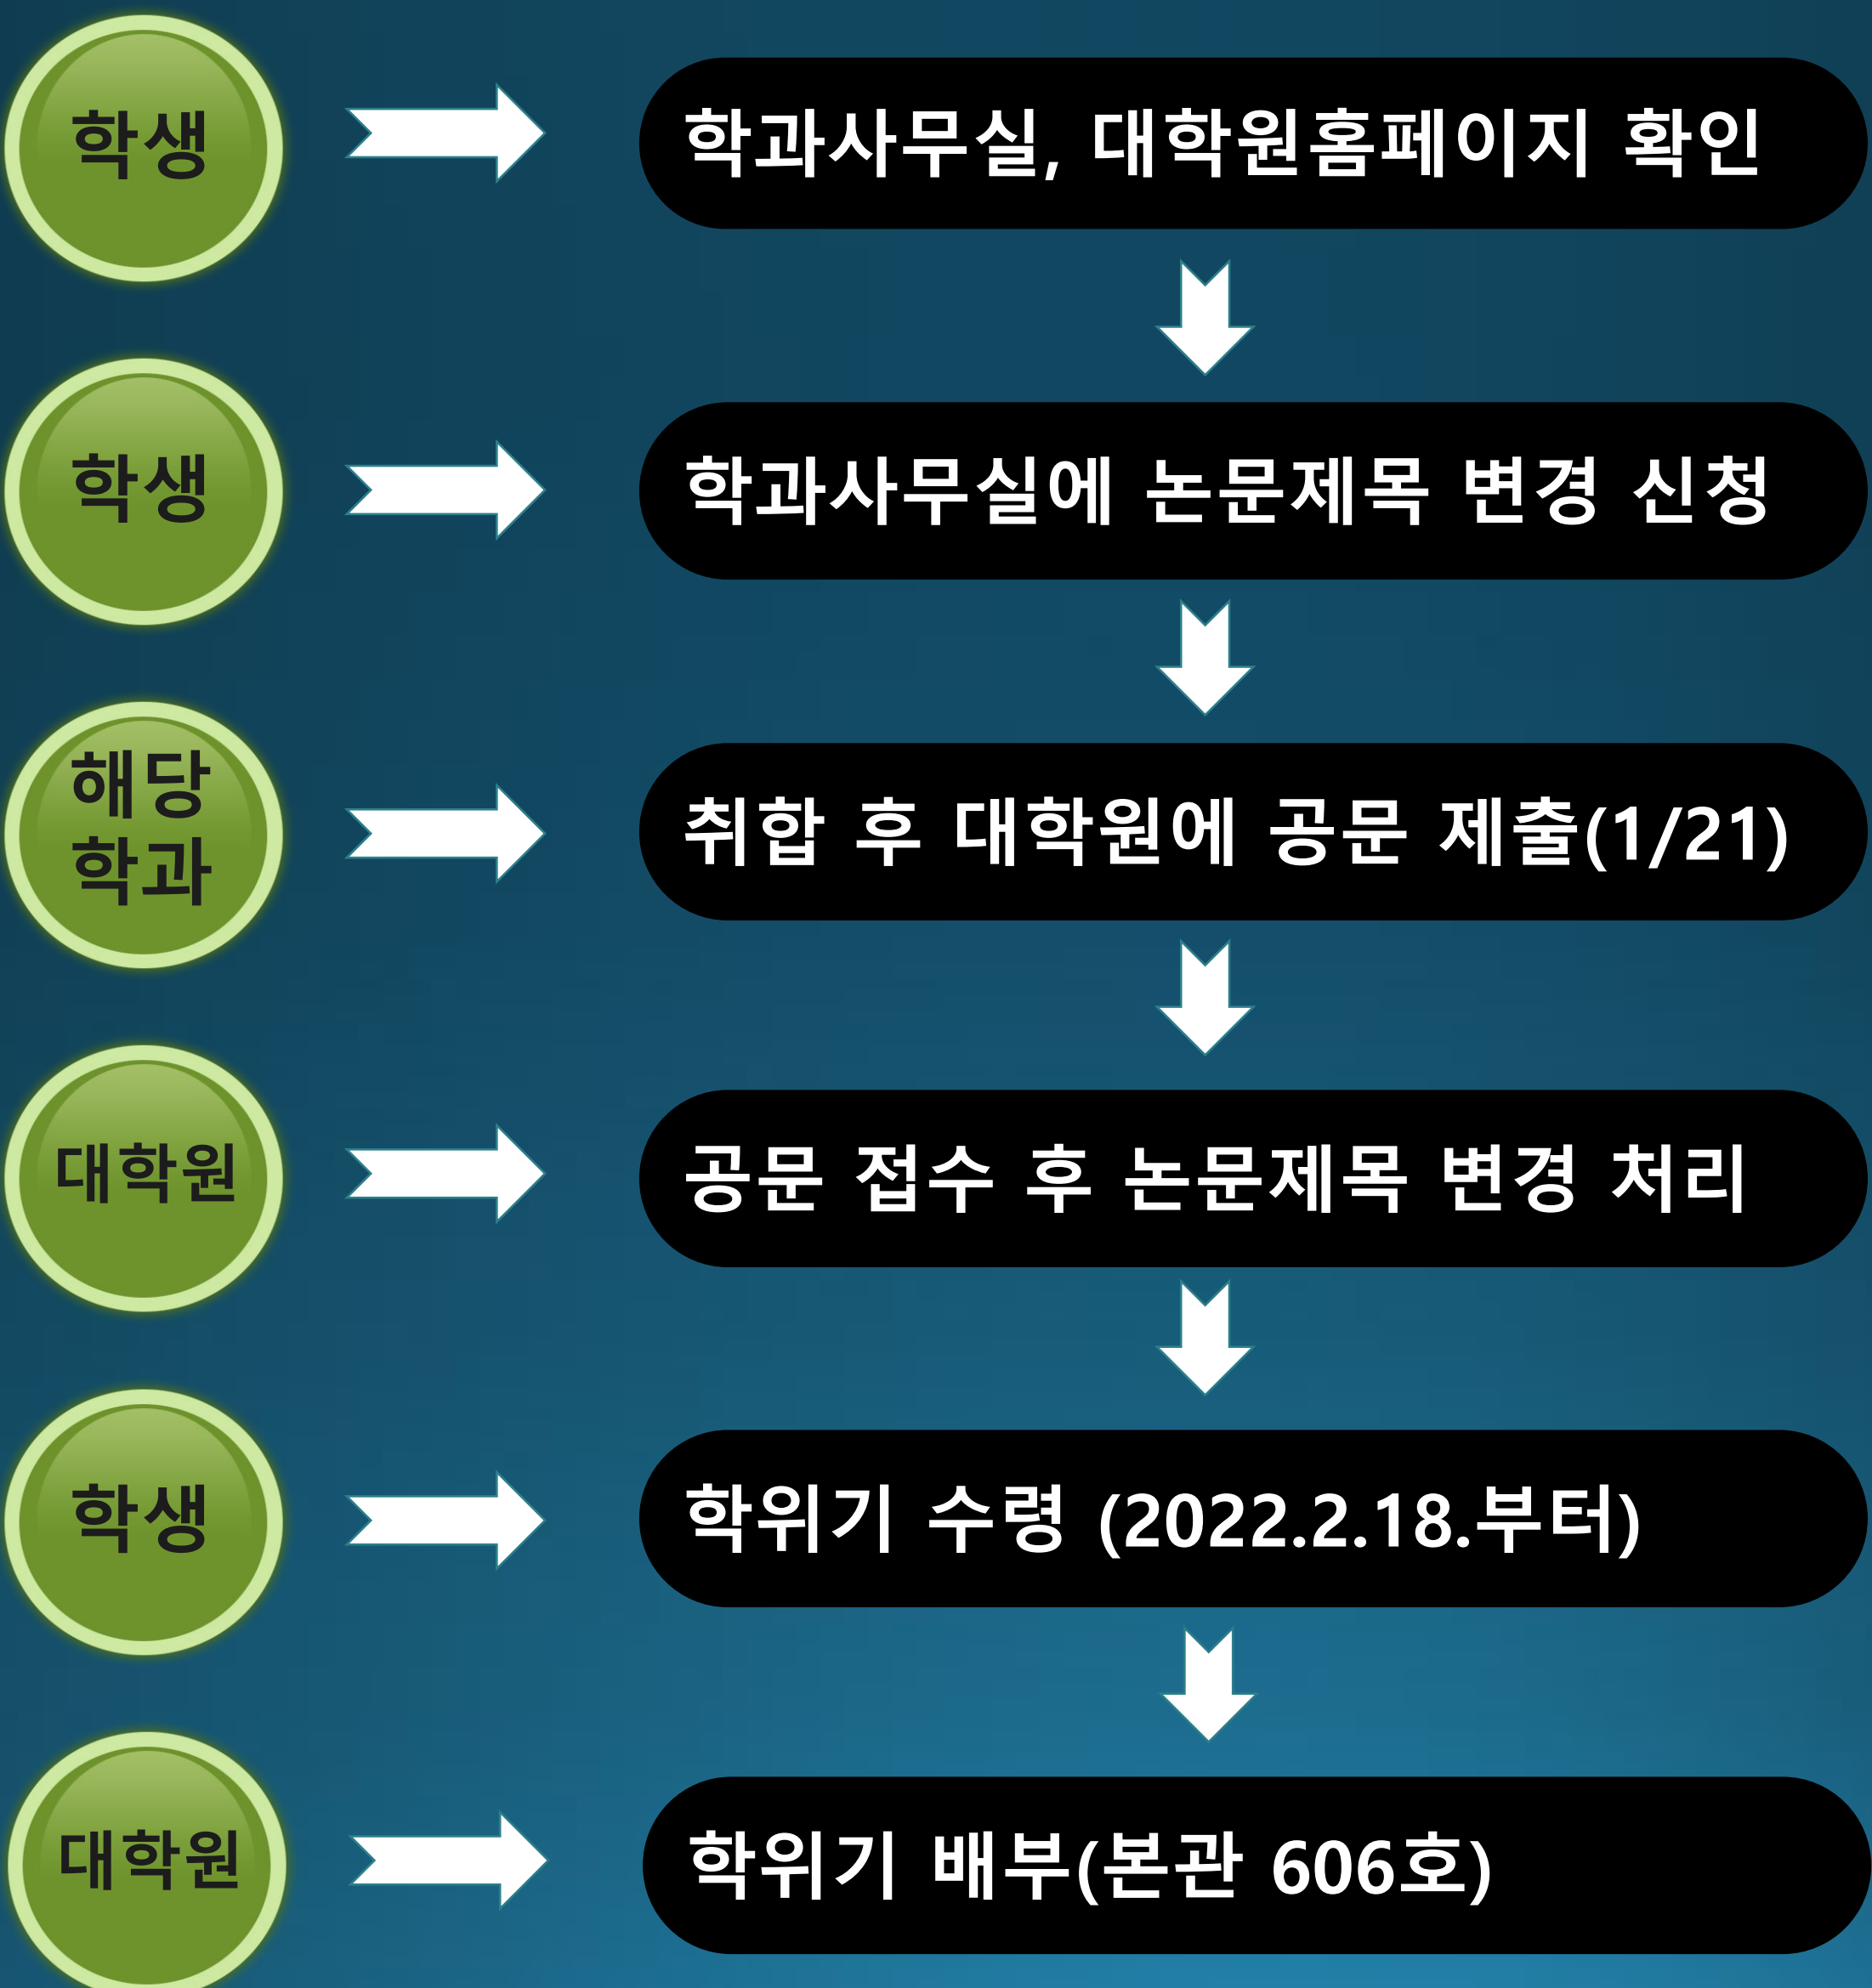 학생
학과사무실, 대학원홈페이지 확인
학생
학과사무실에 논문제목 변경 신청
해당
학과
취합 후 대학원에 공문 제출(1/21)
대학원
공문 접수 후 논문제목 변경 처리
학생
학위기 수령 (2022.2.18.부터)
대학원
학위기 배부(본관 606호)